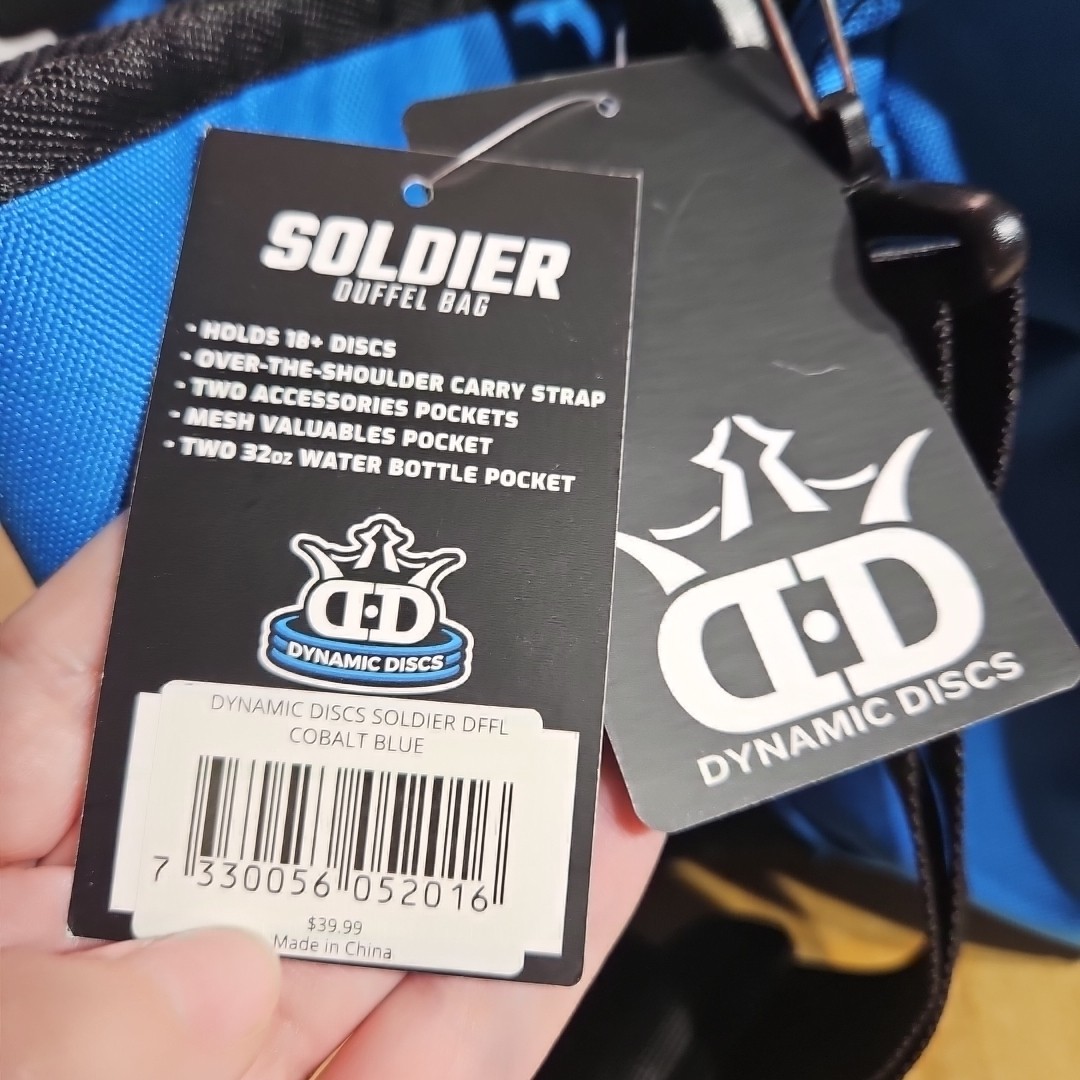 SOLDIER
DUFFEL BAG
• HOLDS 18+ DISCS
• OVER-THE-SHOULDER CARRY STRAP
• TWO ACCESSORIES POCKETS
• MESH VALUABLES POCKET
• TWO 32oz WATER BOTTLE POCKET
D·D
DYNAMIC DISCS
DYNAMIC DISCS SOLDIER DFFL
COBALT BLUE
7 330056 052016
$39.99
Made in China
D·D
DYNAMIC DISCS